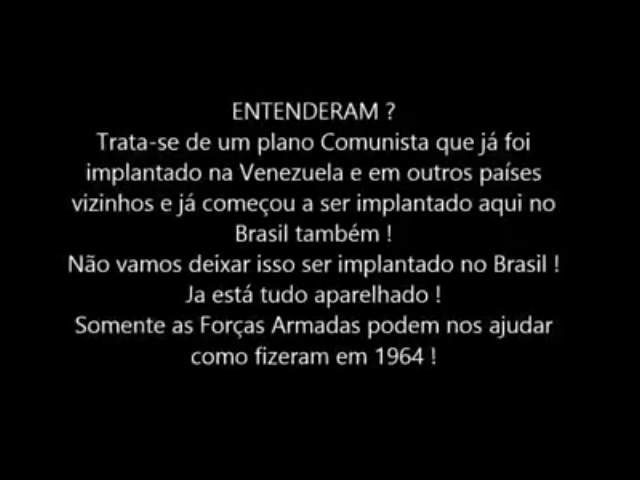 ENTENDERAM ?
Trata-se de um plano Comunista que já foi
implantado na Venezuela e em outros países
vizinhos e já começou a ser implantado aqui no
Brasil também !
Não vamos deixar isso ser implantado no Brasil !
Ja está tudo aparelhado !
Somente as Forças Armadas podem nos ajudar
como fizeram em 1964 !